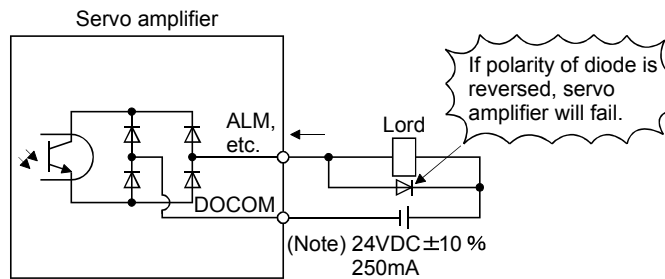 Servo amplifier
If polarity of diode is
reversed, servo
amplifier will fail.
ALM,
etc.
Lord
DOCOM
(Note) 24VDC±10 %
250mA